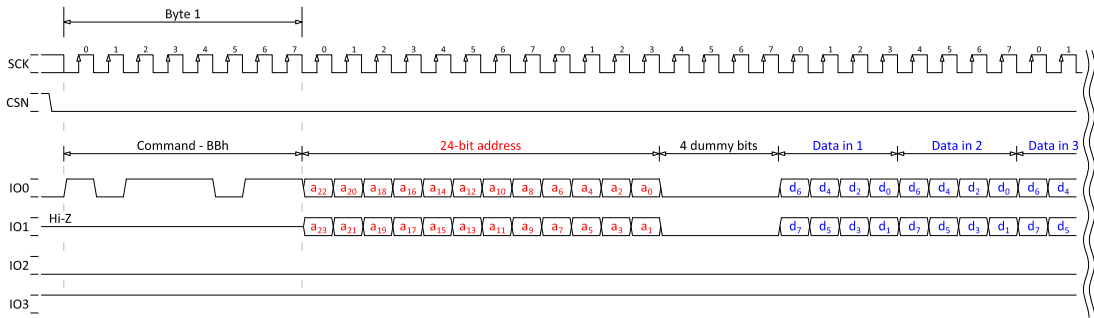 Byte 1
0 1 2 3 4 5 6 7 0 1 2 3 4 5 6 7 0 1 2 3 4 5 6 7 0 1 2 3 4 5 6 7 0 1
SCK
CSN
Command - BBh 24-bit address 4 dummy bits Data in 1 Data in 2 Data in 3
IO0 a22 a20 a18 a16 a14 a12 a10 a8 a6 a4 a2 a0 d6 d4 d2 d0 d6 d4 d2 d0 d6 d4
Hi-Z
IO1 a23 a21 a19 a17 a15 a13 a11 a9 a7 a5 a3 a1 d7 d5 d3 d1 d7 d5 d3 d1 d7 d5
IO2
IO3